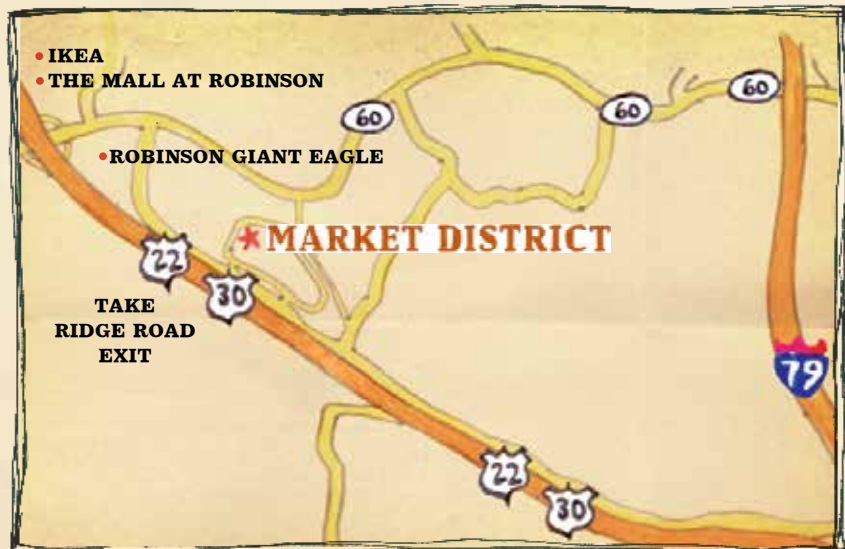 IKEA
THE MALL AT ROBINSON
60
60
60
ROBINSON GIANT EAGLE
MARKET DISTRICT
22
30
TAKE
RIDGE ROAD
EXIT
79
22
30